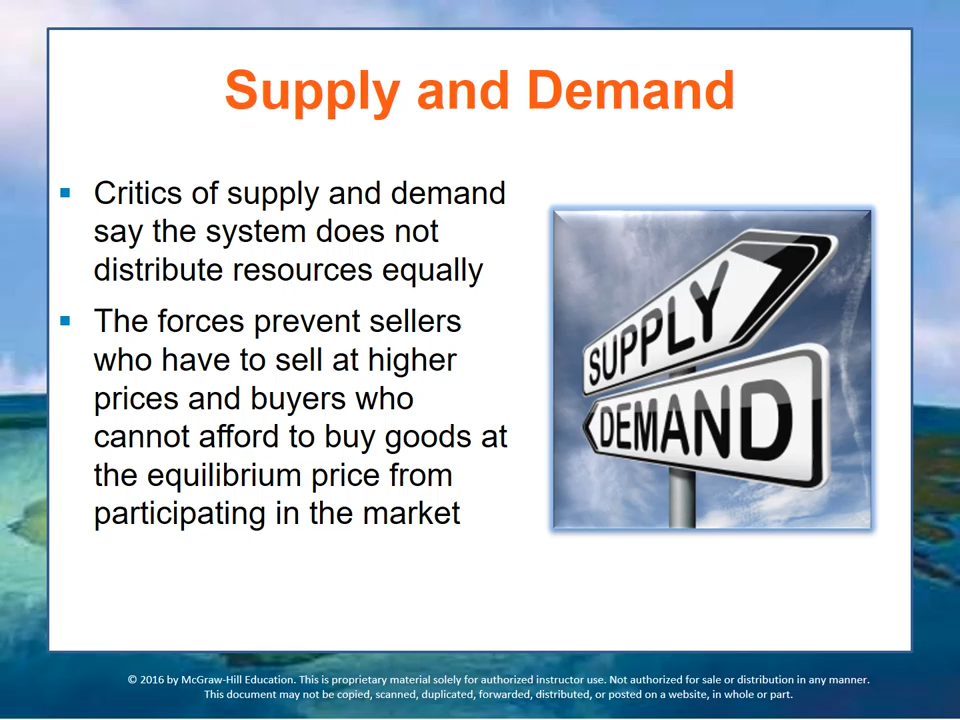 Supply and Demand
Critics of supply and demand
say the system does not
distribute resources equally
The forces prevent sellers
who have to sell at higher
prices and buyers who
cannot afford to buy goods at
the equilibrium price from
participating in the market
SUPPLY
DEMAND
© 2016 by McGraw-Hill Education. This is proprietary material solely for authorized instructor use. Not authorized for sale or distribution in any manner.
This document may not be copied, scanned, duplicated, forwarded, distributed, or posted on a website, in whole or part.